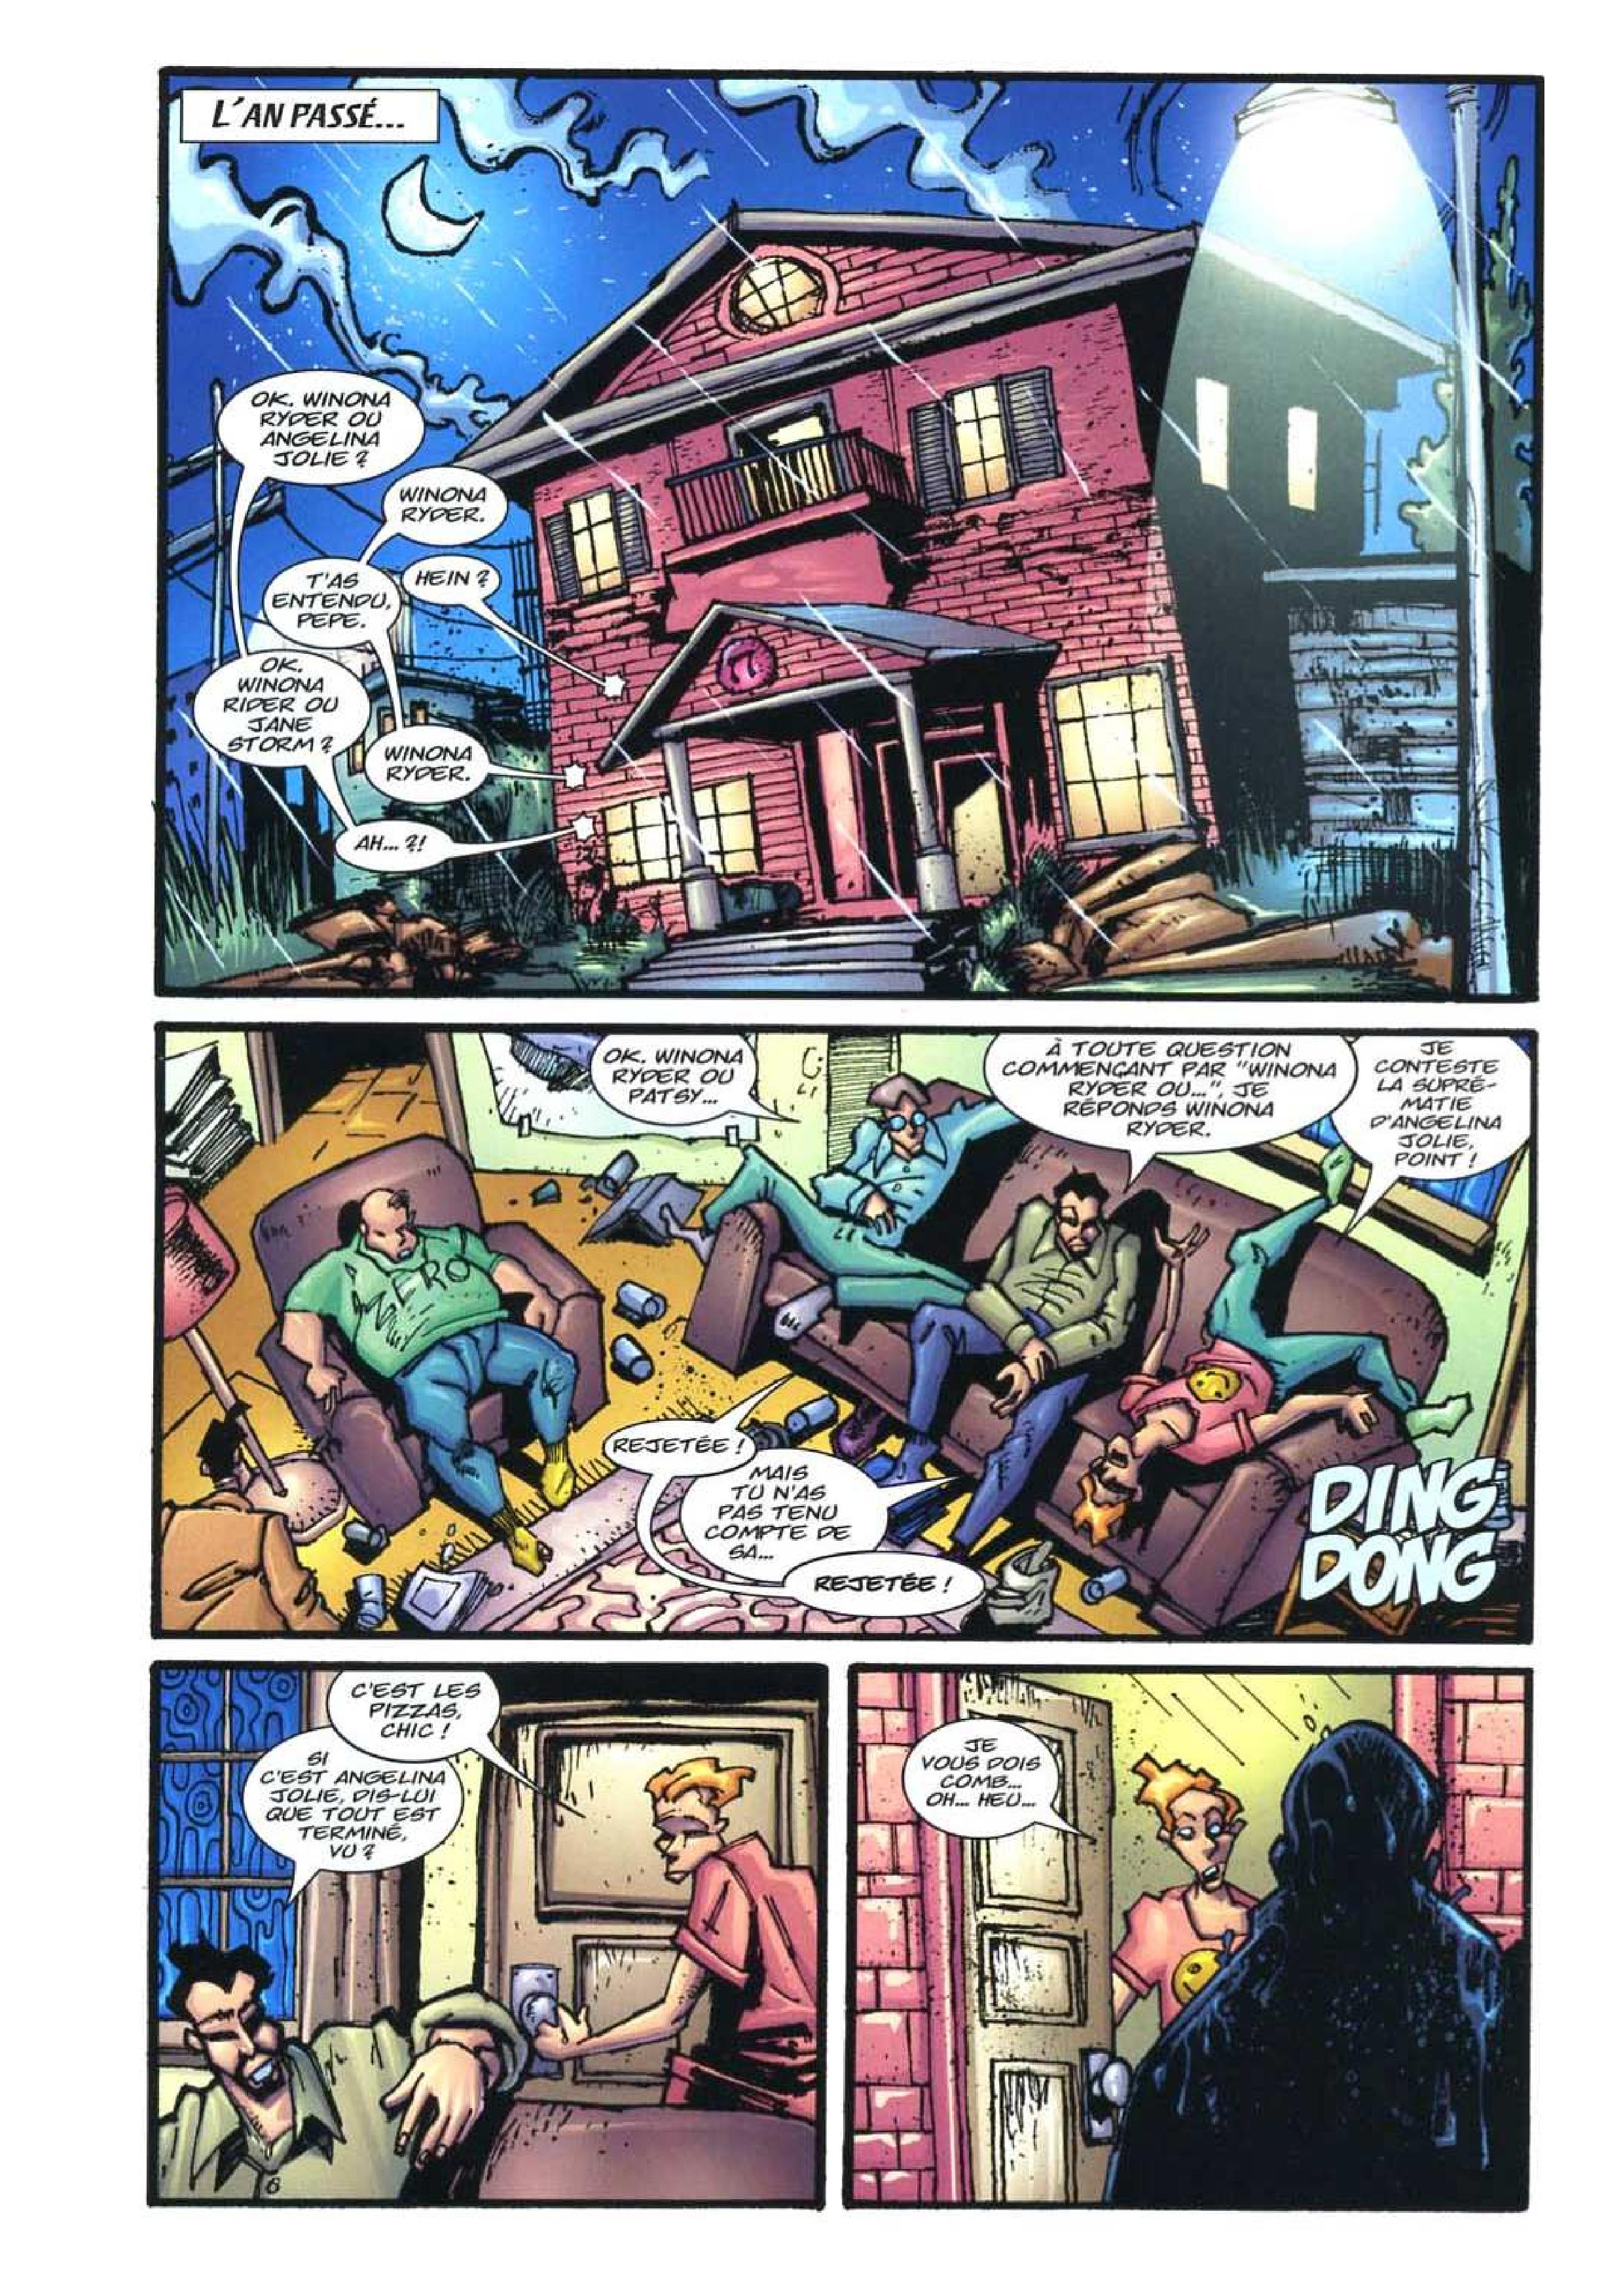 L'AN PASSÉ...
OK. WINONA
RYDER OU
ANGELINA
JOLIE ?
WINONA
RYDER.
HEIN ?
T'AS
ENTENDU,
PEPE.
OK.
WINONA
RIDER OU
JANE
STORM ?
WINONA
RYDER.
AH... ?!
OK. WINONA
RYDER OU
PATSY...
À TOUTE QUESTION
COMMENÇANT PAR "WINONA
RYDER OU...", JE
RÉPONDS WINONA
RYDER.
JE
CONTESTE
LA SUPRÉ-
MATIE
D'ANGELINA
JOLIE,
POINT !
ERO
REJETÉE !
MAIS
TU N'AS
PAS TENU
COMPTE DE
SA...
REJETÉE !
DING
DONG
C'EST LES
PIZZAS,
CHIC !
SI
C'EST ANGELINA
JOLIE, DIS-LUI
QUE TOUT EST
TERMINÉ,
VU ?
JE
VOUS DOIS
COMB...
OH... HEU...
6